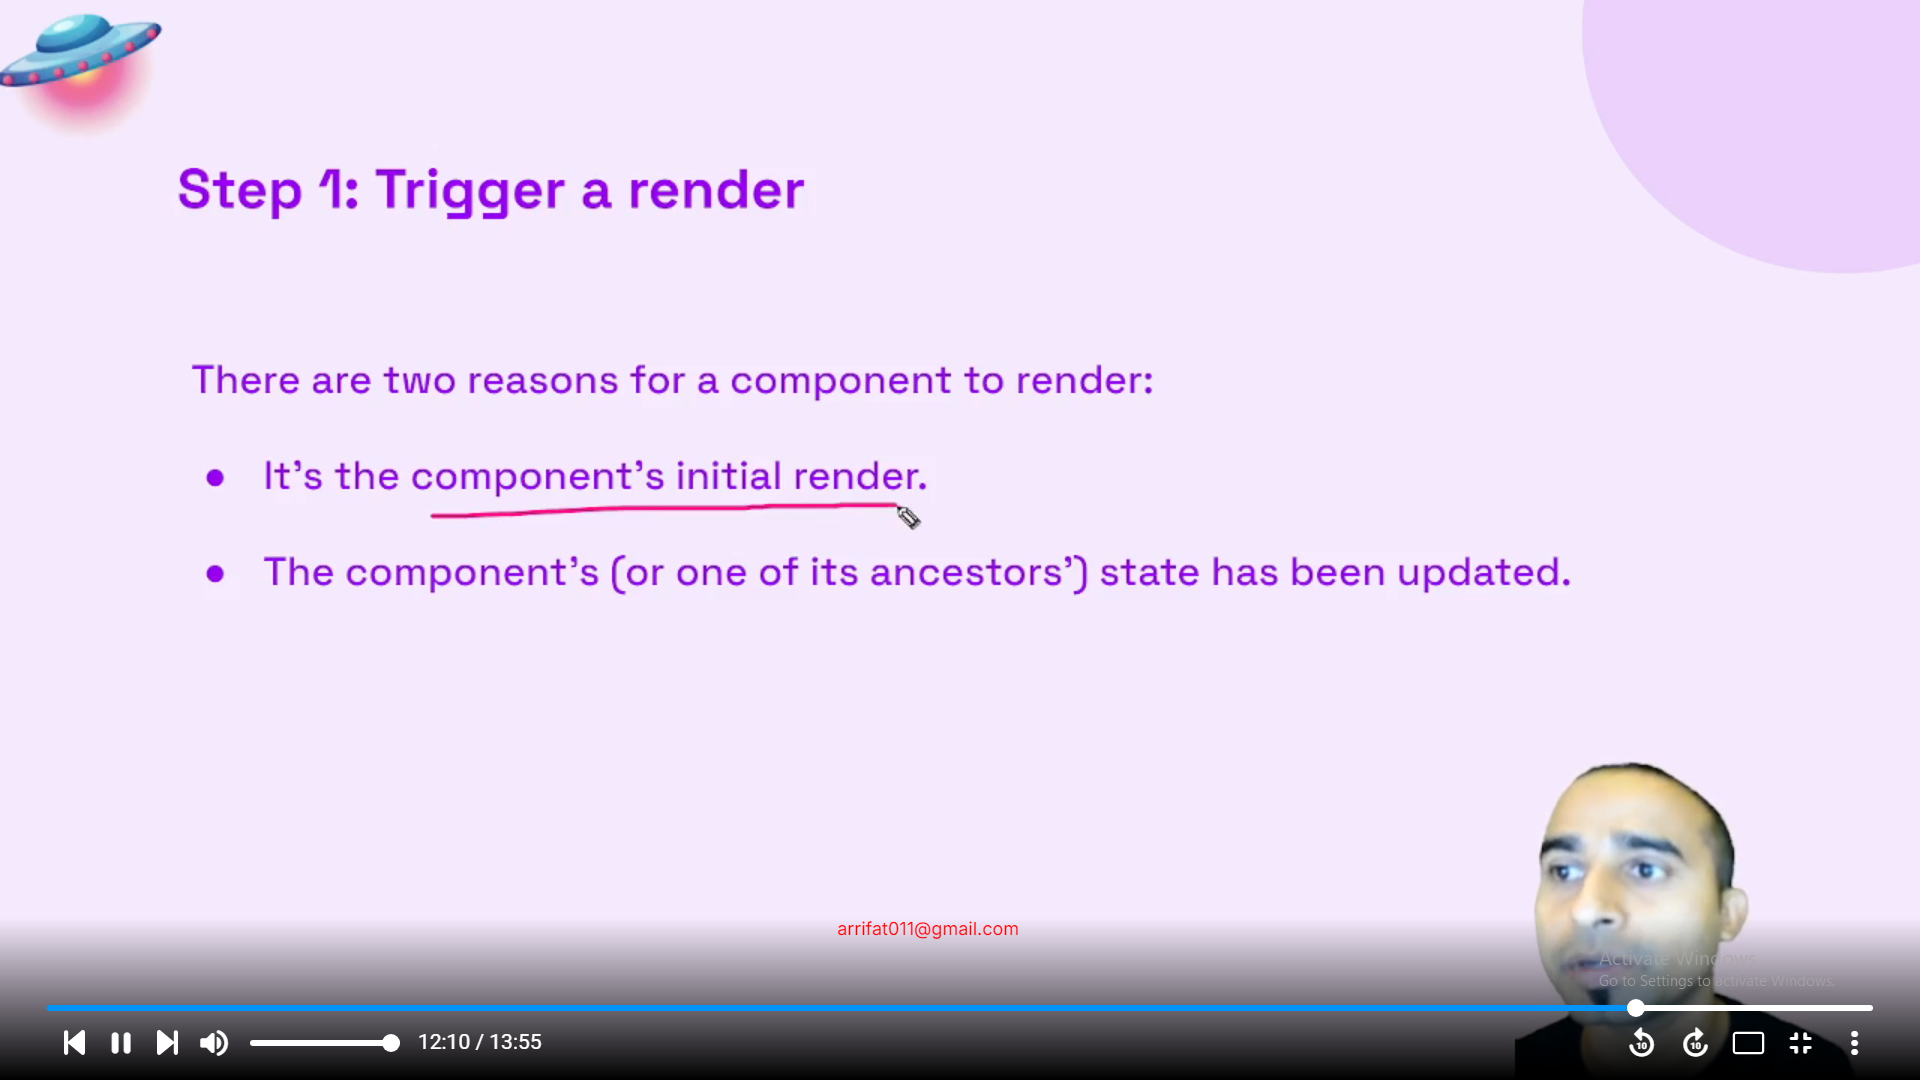 Step 1: Trigger a render
There are two reasons for a component to render:
● It's the component's initial render.
● The component's (or one of its ancestors') state has been updated.
arrifat011@gmail.com
Activate Windows
Go to Settings to activate Windows.
12:10 / 13:55
10
10